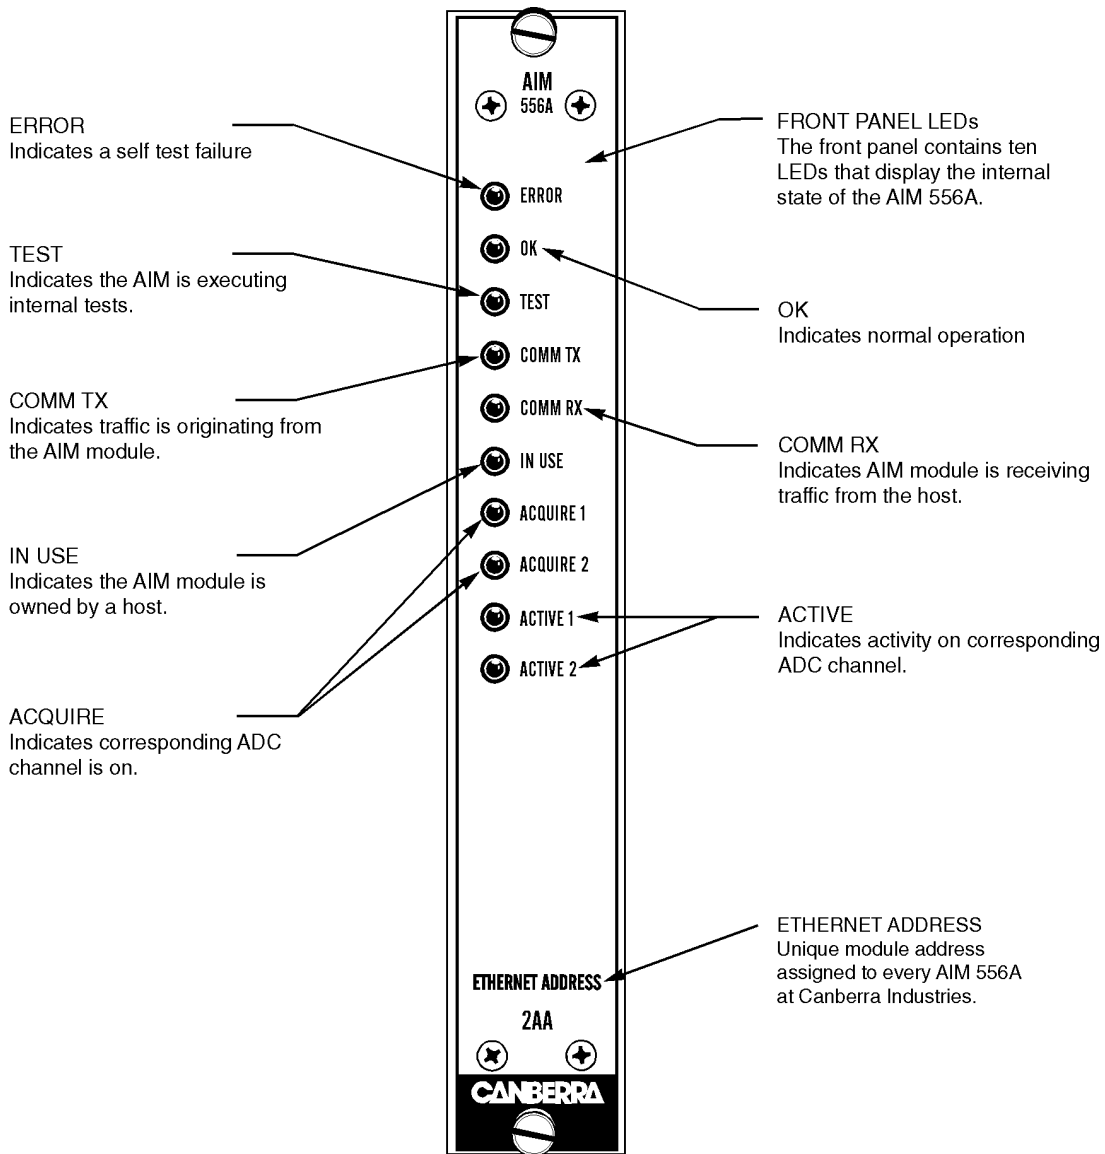 ERROR
Indicates a self test failure
TEST
Indicates the AIM is executing
internal tests.
COMM TX
Indicates traffic is originating from
the AIM module.
IN USE
Indicates the AIM module is
owned by a host.
ACQUIRE
Indicates corresponding ADC
channel is on.
AIM
556A
ERROR
OK
TEST
COMM TX
COMM RX
IN USE
ACQUIRE 1
ACQUIRE 2
ACTIVE 1
ACTIVE 2
ETHERNET ADDRESS
2AA
CANBERRA
FRONT PANEL LEDs
The front panel contains ten
LEDs that display the internal
state of the AIM 556A.
OK
Indicates normal operation
COMM RX
Indicates AIM module is receiving
traffic from the host.
ACTIVE
Indicates activity on corresponding
ADC channel.
ETHERNET ADDRESS
Unique module address
assigned to every AIM 556A
at Canberra Industries.